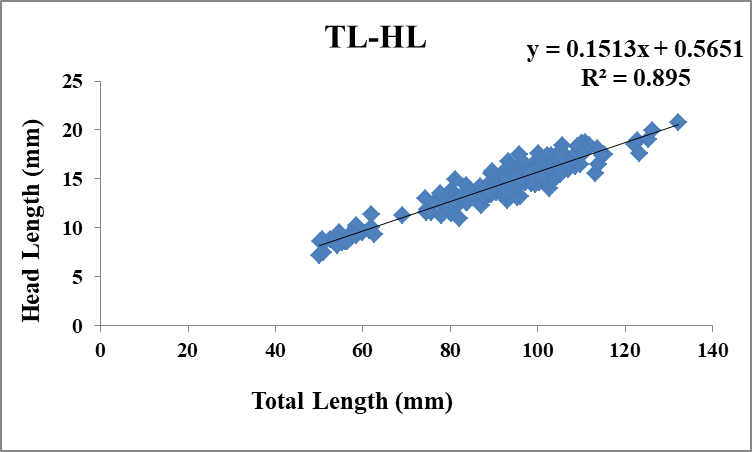 TL-HL
y = 0.1513x + 0.5651
R² = 0.895
25
20
15
10
5
0
0 20 40 60 80 100 120 140
Head Length (mm)
Total Length (mm)